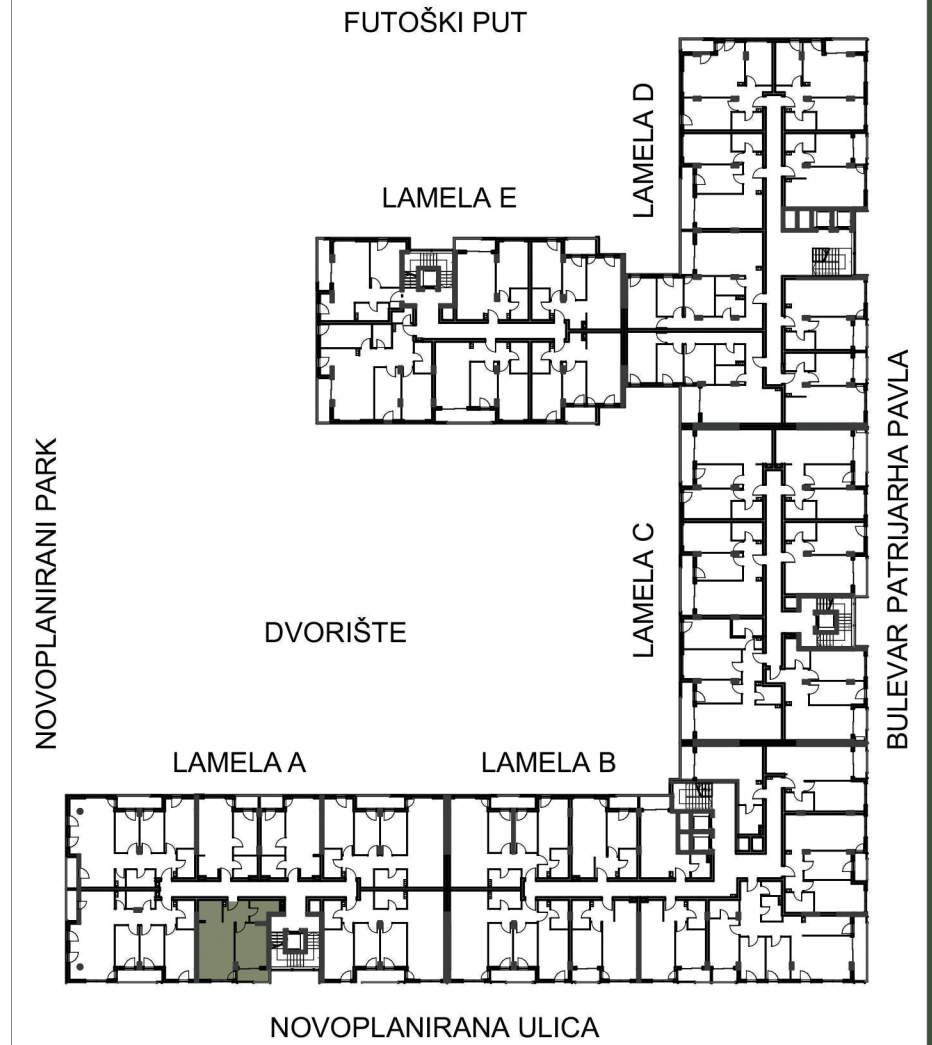 FUTOŠKI PUT
LAMELA D
LAMELA E
NOVOPLANIRANI PARK
BULEVAR PATRIJARHA PAVLA
LAMELA C
DVORIŠTE
LAMELA A
LAMELA B
NOVOPLANIRANA ULICA